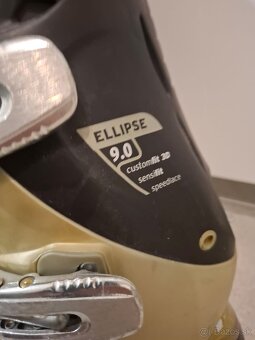 ELLIPSE
9.0
customfit 3D
sensifit
speedlace